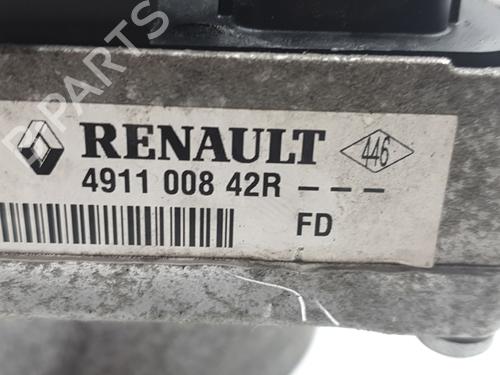 B-PARTS
RENAULT 446
4911 008 42R - - -
FD